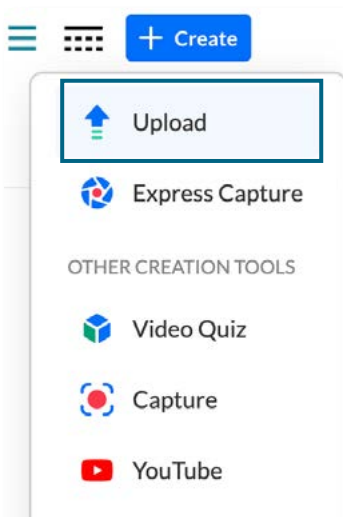 Create
Upload
Express Capture
OTHER CREATION TOOLS
Video Quiz
Capture
YouTube